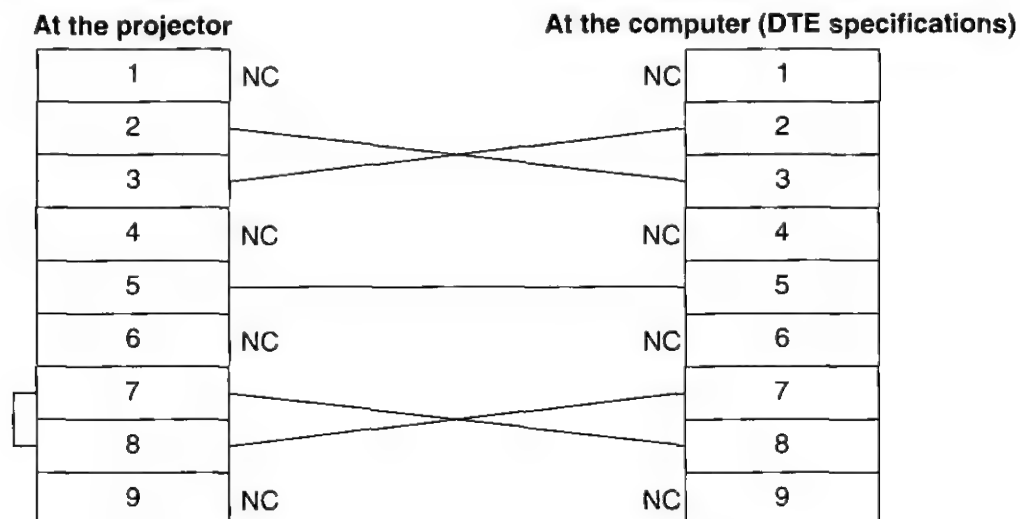 At the projector At the computer (DTE specifications)
1 NC NC 1
2 2
3 3
4 NC NC 4
5 5
6 NC NC 6
7 7
8 8
9 NC NC 9